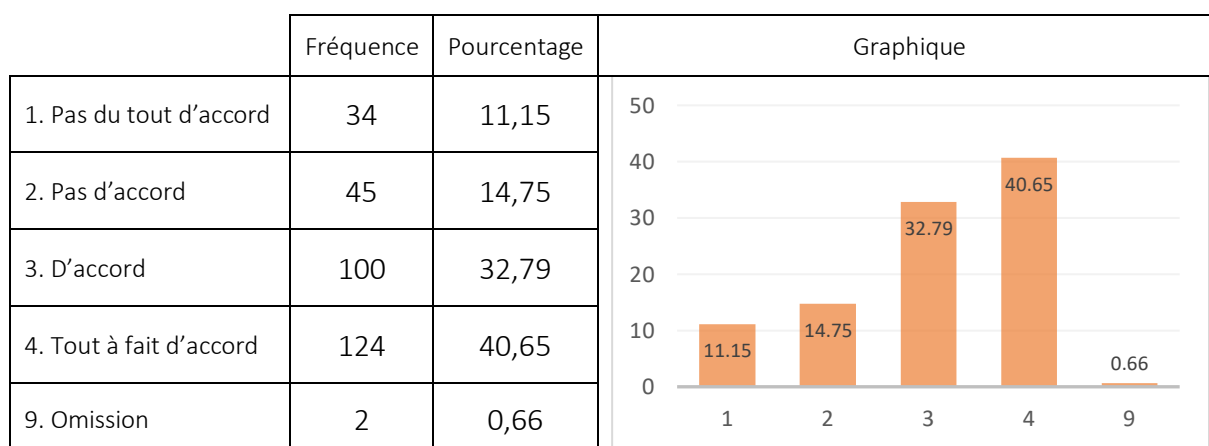 Fréquence Pourcentage Graphique
1. Pas du tout d’accord 34 11,15
2. Pas d’accord 45 14,75
3. D’accord 100 32,79
4. Tout à fait d’accord 124 40,65
9. Omission 2 0,66
50
40
30
20
10
0
11.15
14.75
32.79
40.65
0.66
1 2 3 4 9